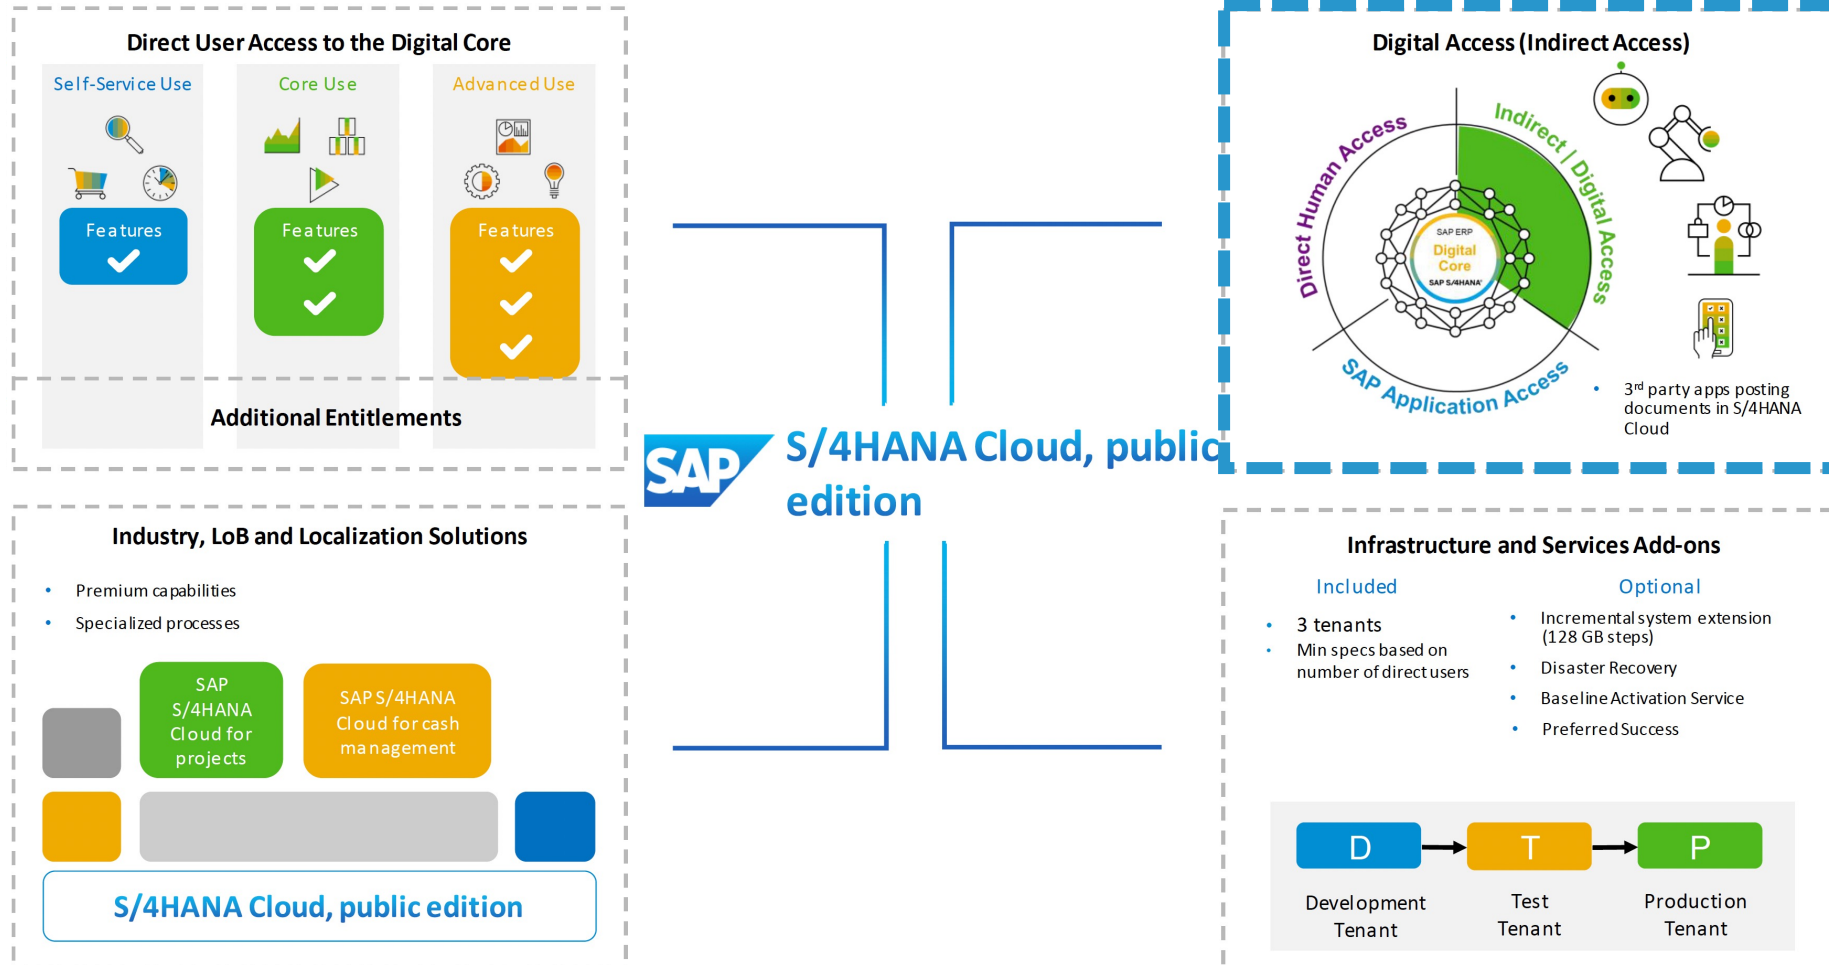 Direct User Access to the Digital Core
Self-Service Use
Core Use
Advanced Use
Features
Features
Features
Additional Entitlements
Digital Access (Indirect Access)
Direct Human Access
Indirect | Digital Access
SAP Application Access
SAP ERP
Digital
Core
SAP S/4HANA®
• 3rd party apps posting
documents in S/4HANA
Cloud
SAP
S/4HANA Cloud, public
edition
Industry, LoB and Localization Solutions
• Premium capabilities
• Specialized processes
SAP
S/4HANA
Cloud for
projects
SAP S/4HANA
Cloud for cash
management
S/4HANA Cloud, public edition
Infrastructure and Services Add-ons
Included
• 3 tenants
• Min specs based on
number of direct users
Optional
• Incremental system extension
(128 GB steps)
• Disaster Recovery
• Baseline Activation Service
• Preferred Success
D
T
P
Development
Tenant
Test
Tenant
Production
Tenant